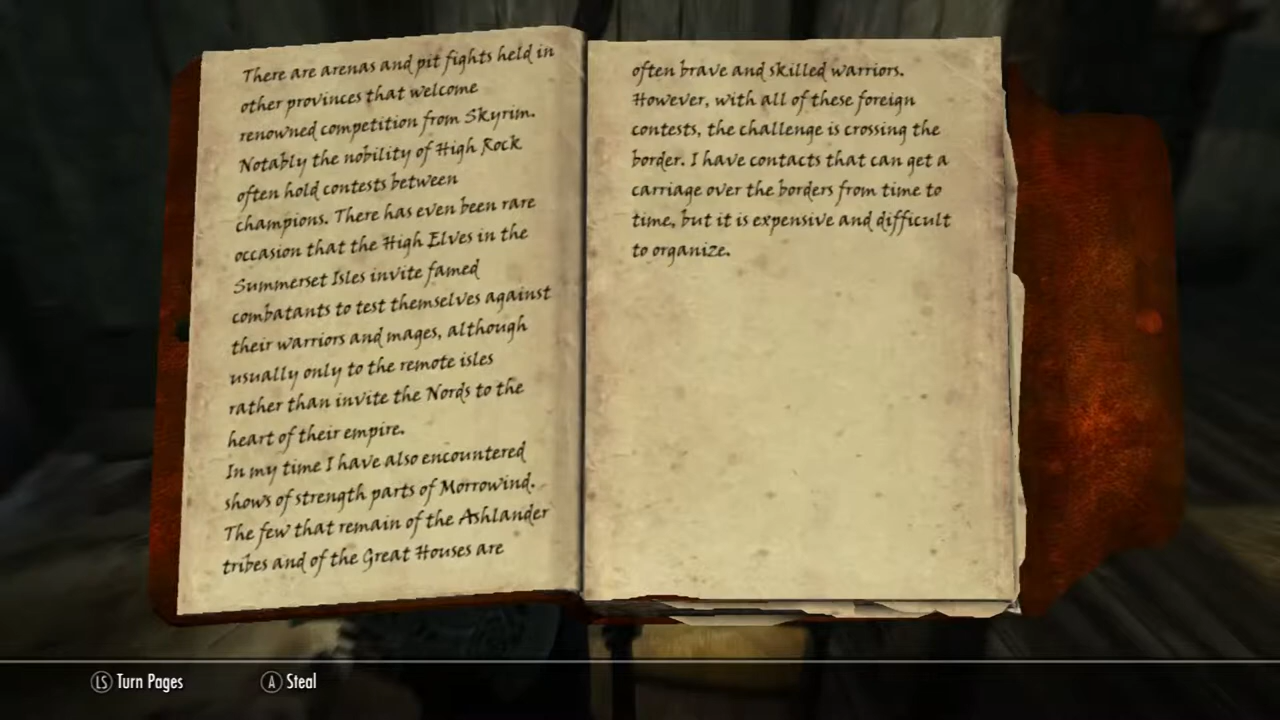 There are arenas and pit fights held in
other provinces that welcome
renowned competition from Skyrim.
Notably the nobility of High Rock
often hold contests between
champions. There has even been rare
occasion that the High Elves in the
Summerset Isles invite famed
combatants to test themselves against
their warriors and mages, although
usually only to the remote isles
rather than invite the Nords to the
heart of their empire.
In my time I have also encountered
shows of strength parts of Morrowind.
The few that remain of the Ashlander
tribes and of the Great Houses are
often brave and skilled warriors.
However, with all of these foreign
contests, the challenge is crossing the
border. I have contacts that can get a
carriage over the borders from time to
time, but it is expensive and difficult
to organize.
LS Turn Pages
A Steal